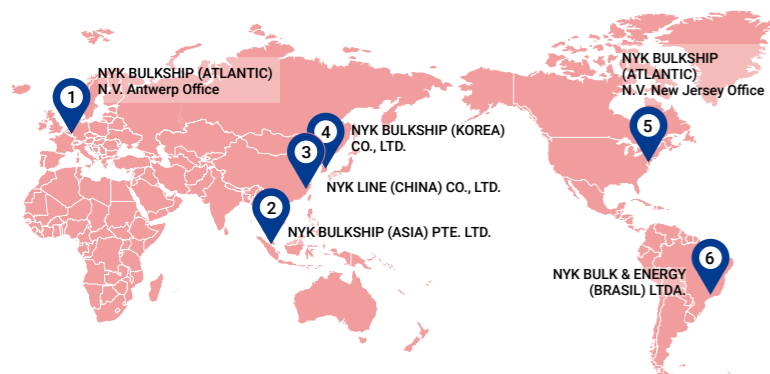 1
NYK BULKSHIP (ATLANTIC)
N.V. Antwerp Office
2
NYK BULKSHIP (ASIA) PTE. LTD.
3
NYK LINE (CHINA) CO., LTD.
4
NYK BULKSHIP (KOREA)
CO., LTD.
5
NYK BULKSHIP
(ATLANTIC)
N.V. New Jersey Office
6
NYK BULK & ENERGY
(BRASIL) LTDA.